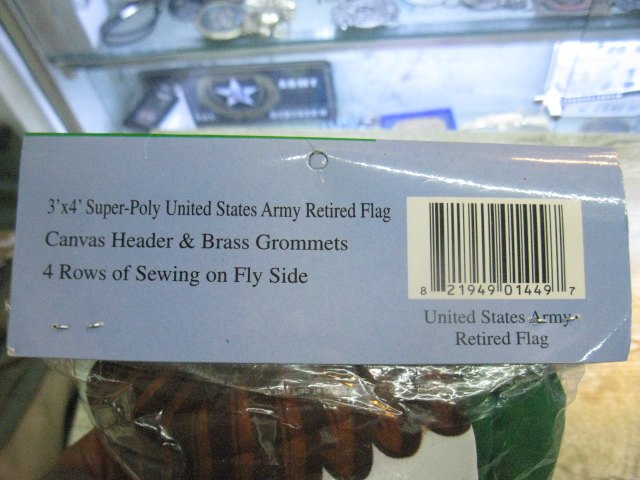 ARMY
3'x4' Super-Poly United States Army Retired Flag
Canvas Header & Brass Grommets
4 Rows of Sewing on Fly Side
8 21949 01449 7
United States Army
Retired Flag